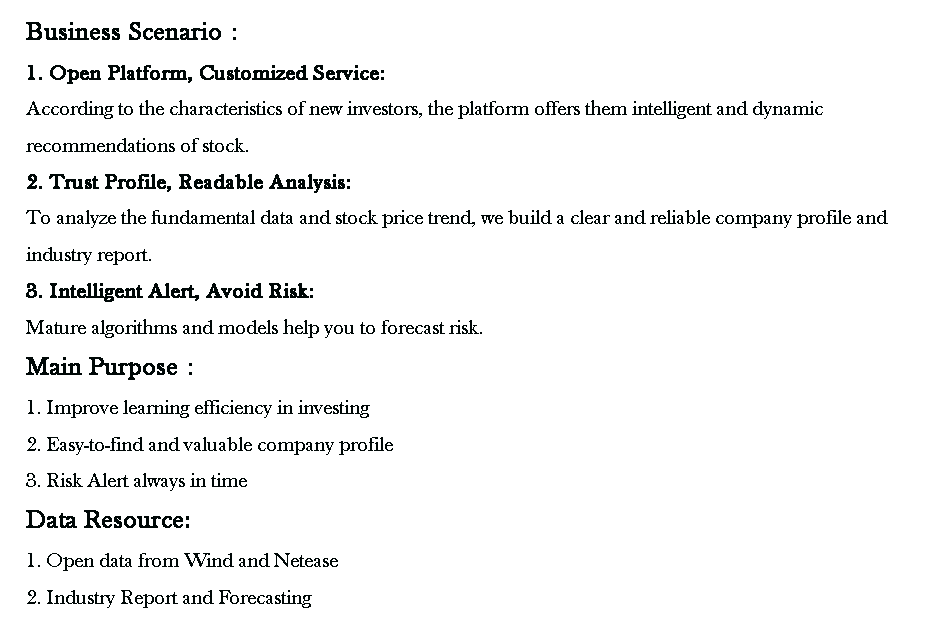 Business Scenario：
1. Open Platform, Customized Service:
According to the characteristics of new investors, the platform offers them intelligent and dynamic
recommendations of stock.
2. Trust Profile, Readable Analysis:
To analyze the fundamental data and stock price trend, we build a clear and reliable company profile and
industry report.
3. Intelligent Alert, Avoid Risk:
Mature algorithms and models help you to forecast risk.
Main Purpose：
1. Improve learning efficiency in investing
2. Easy-to-find and valuable company profile
3. Risk Alert always in time
Data Resource:
1. Open data from Wind and Netease
2. Industry Report and Forecasting